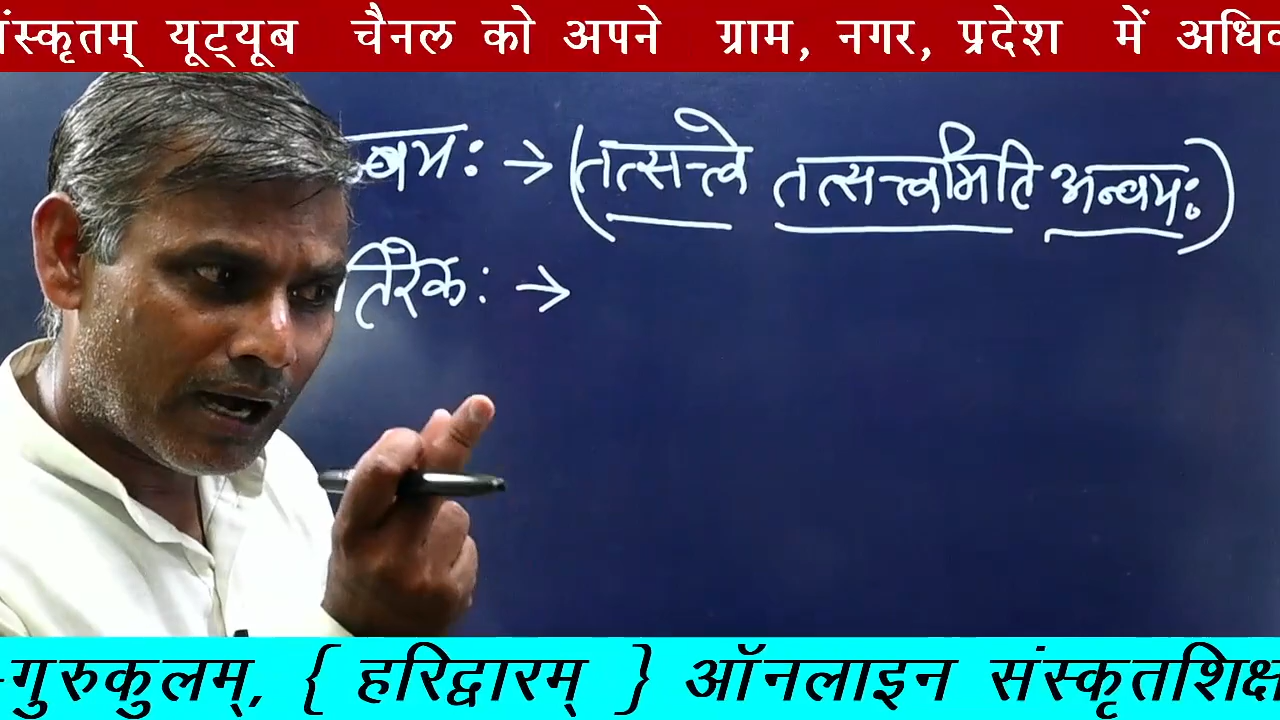 संस्कृतम् यूट्यूब चैनल को अपने ग्राम, नगर, प्रदेश में अधिक
न्वयः → (तत्सत्त्वे तत्सत्त्वमिति अन्वयः)
तिरेकः →
-गुरुकुलम्, { हरिद्वारम् } ऑनलाइन संस्कृतशिक्ष